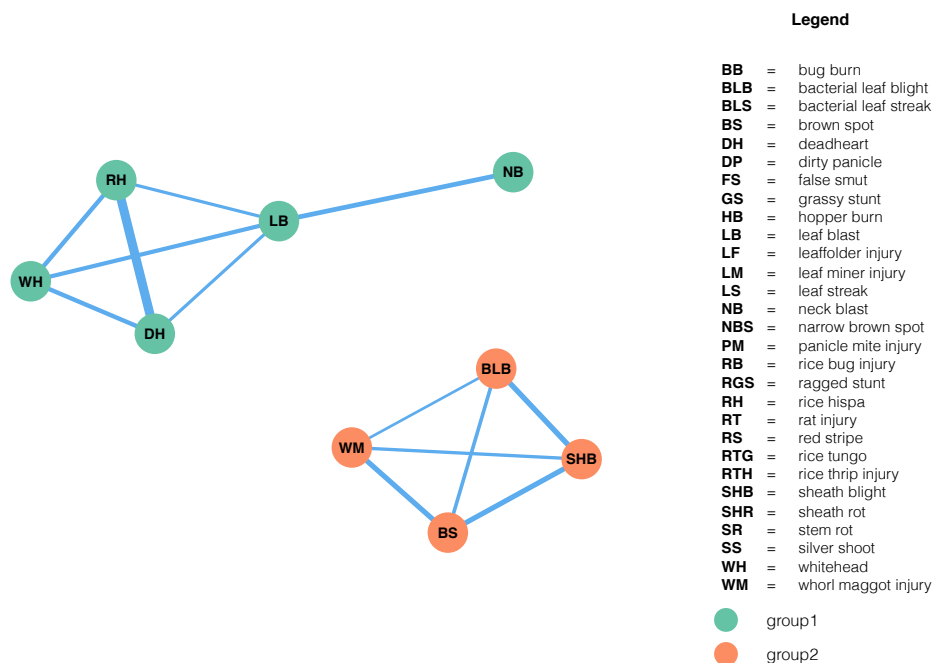 Legend
BB = bug burn
BLB = bacterial leaf blight
BLS = bacterial leaf streak
BS = brown spot
DH = deadheart
DP = dirty panicle
FS = false smut
GS = grassy stunt
HB = hopper burn
LB = leaf blast
LF = leaffolder injury
LM = leaf miner injury
LS = leaf streak
NB = neck blast
NBS = narrow brown spot
PM = panicle mite injury
RB = rice bug injury
RGS = ragged stunt
RH = rice hispa
RT = rat injury
RS = red stripe
RTG = rice tungo
RTH = rice thrip injury
SHB = sheath blight
SHR = sheath rot
SR = stem rot
SS = silver shoot
WH = whitehead
WM = whorl maggot injury
group1
group2
RH
NB
LB
WH
DH
BLB
WM
SHB
BS